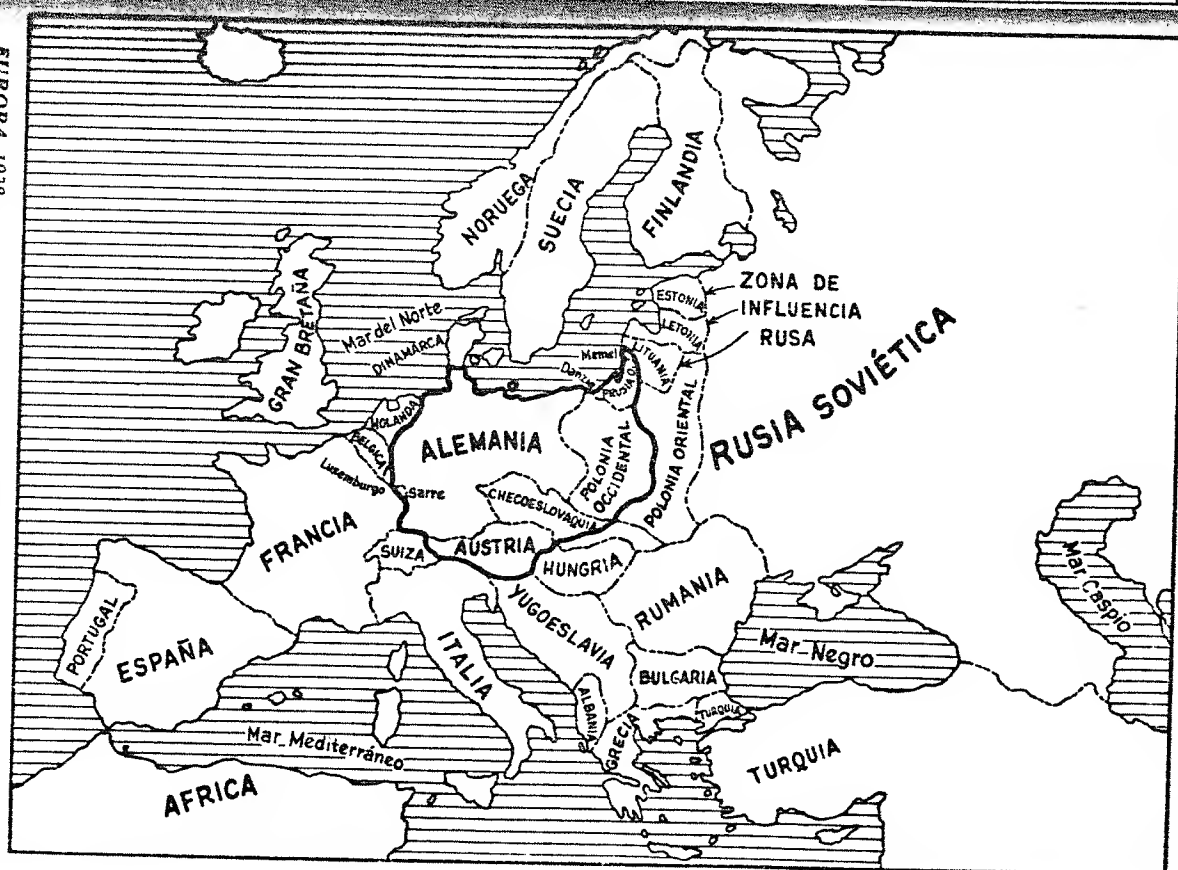 EUROPA
NORUEGA
SUECIA
FINLANDIA
GRAN BRETAÑA
Mar del Norte
DINAMARCA
ESTONIA
LETONIA
LITUANIA
ZONA DE
INFLUENCIA
RUSA
RUSIA SOVIÉTICA
Memel
Danzig
PRUSIA O.
HOLANDA
BELGICA
Luxemburgo
Sarre
ALEMANIA
POLONIA
OCCIDENTAL
POLONIA ORIENTAL
CHECOESLOVAQUIA
FRANCIA
SUIZA
AUSTRIA
HUNGRIA
RUMANIA
YUGOESLAVIA
ITALIA
PORTUGAL
ESPAÑA
BULGARIA
ALBANIA
GRECIA
TURQUIA
TURQUIA
Mar Negro
Mar Caspio
Mar Mediterráneo
AFRICA